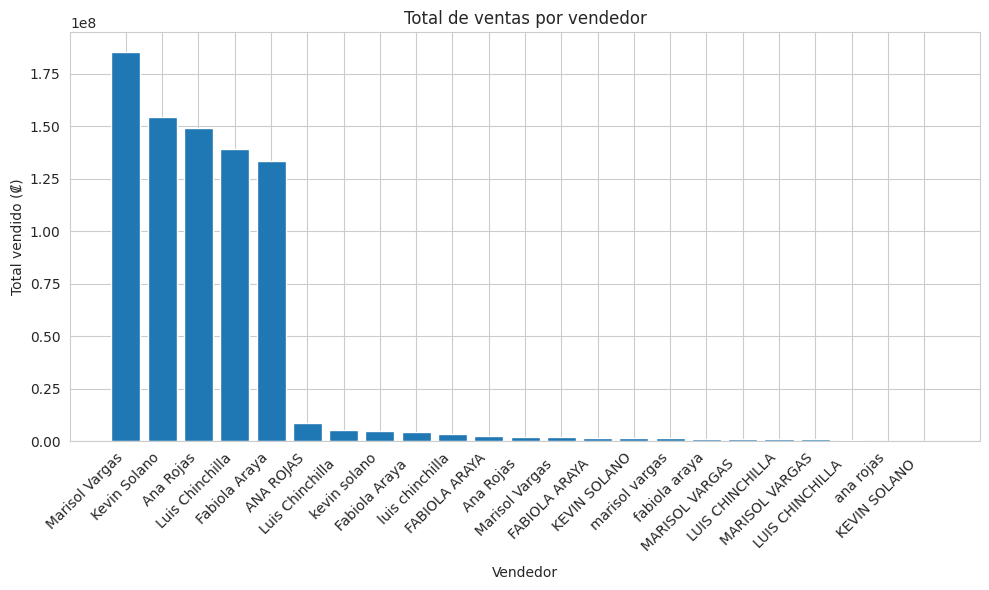 Total de ventas por vendedor
1e8
1.75
1.50
1.25
1.00
0.75
0.50
0.25
0.00
Total vendido (₡)
Marisol Vargas
Kevin Solano
Ana Rojas
Luis Chinchilla
Fabiola Araya
ANA ROJAS
Luis Chinchilla
kevin solano
Fabiola Araya
luis chinchilla
FABIOLA ARAYA
Ana Rojas
Marisol Vargas
FABIOLA ARAYA
KEVIN SOLANO
marisol vargas
fabiola araya
MARISOL VARGAS
LUIS CHINCHILLA
MARISOL VARGAS
LUIS CHINCHILLA
ana rojas
KEVIN SOLANO
Vendedor